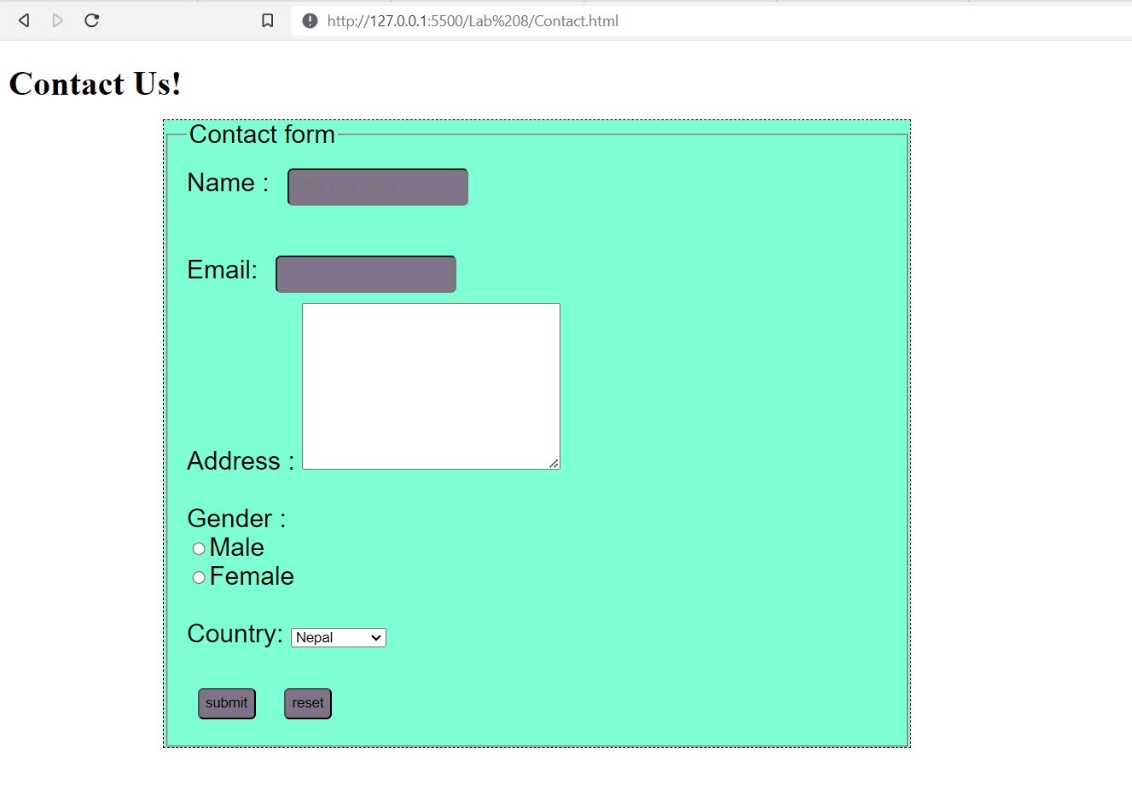 http://127.0.0.1:5500/Lab%208/Contact.html
Contact Us!
Contact form
Name :
Email:
Address :
Gender :
Male
Female
Country: Nepal
submit reset